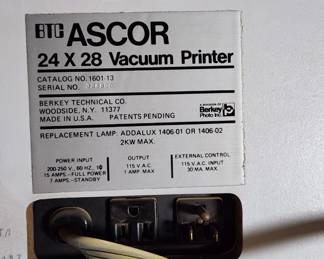 BTC ASCOR
24 X 28 Vacuum Printer
CATALOG NO. 1601-13
SERIAL NO.
BERKEY TECHNICAL CO.
WOODSIDE, N.Y. 11377
MADE IN U.S.A. PATENTS PENDING
A DIVISION OF
Berkey
Photo Inc.
REPLACEMENT LAMP: ADDALUX 1406-01 OR 1406-02
2KW MAX.
POWER INPUT
200-250 V., 60 HZ, 1Φ
15 AMPS.-FULL POWER
7 AMPS.-STANDBY
OUTPUT
115 V.A.C.
1 AMP MAX.
EXTERNAL CONTROL
115 V.A.C. INPUT
30 MA. MAX.